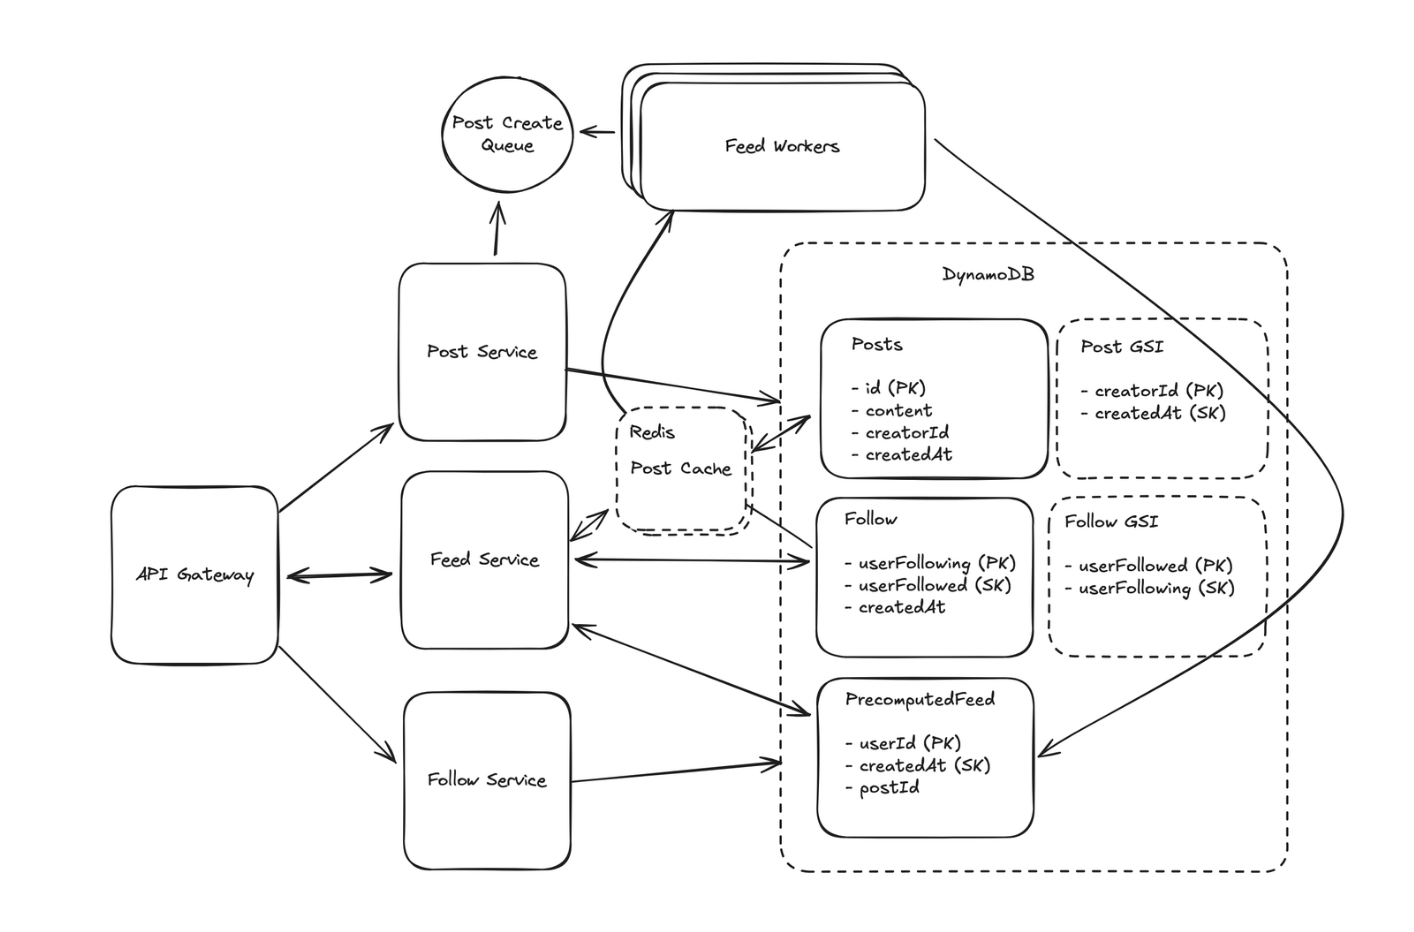 Post Create
Queue
Feed Workers
DynamoDB
Post Service
Posts
- id (PK)
- content
- creatorId
- createdAt
Post GSI
- creatorId (PK)
- createdAt (SK)
Redis
Post Cache
API Gateway
Feed Service
Follow
- userFollowing (PK)
- userFollowed (SK)
- createdAt
Follow GSI
- userFollowed (PK)
- userFollowing (SK)
Follow Service
PrecomputedFeed
- userId (PK)
- createdAt (SK)
- postId